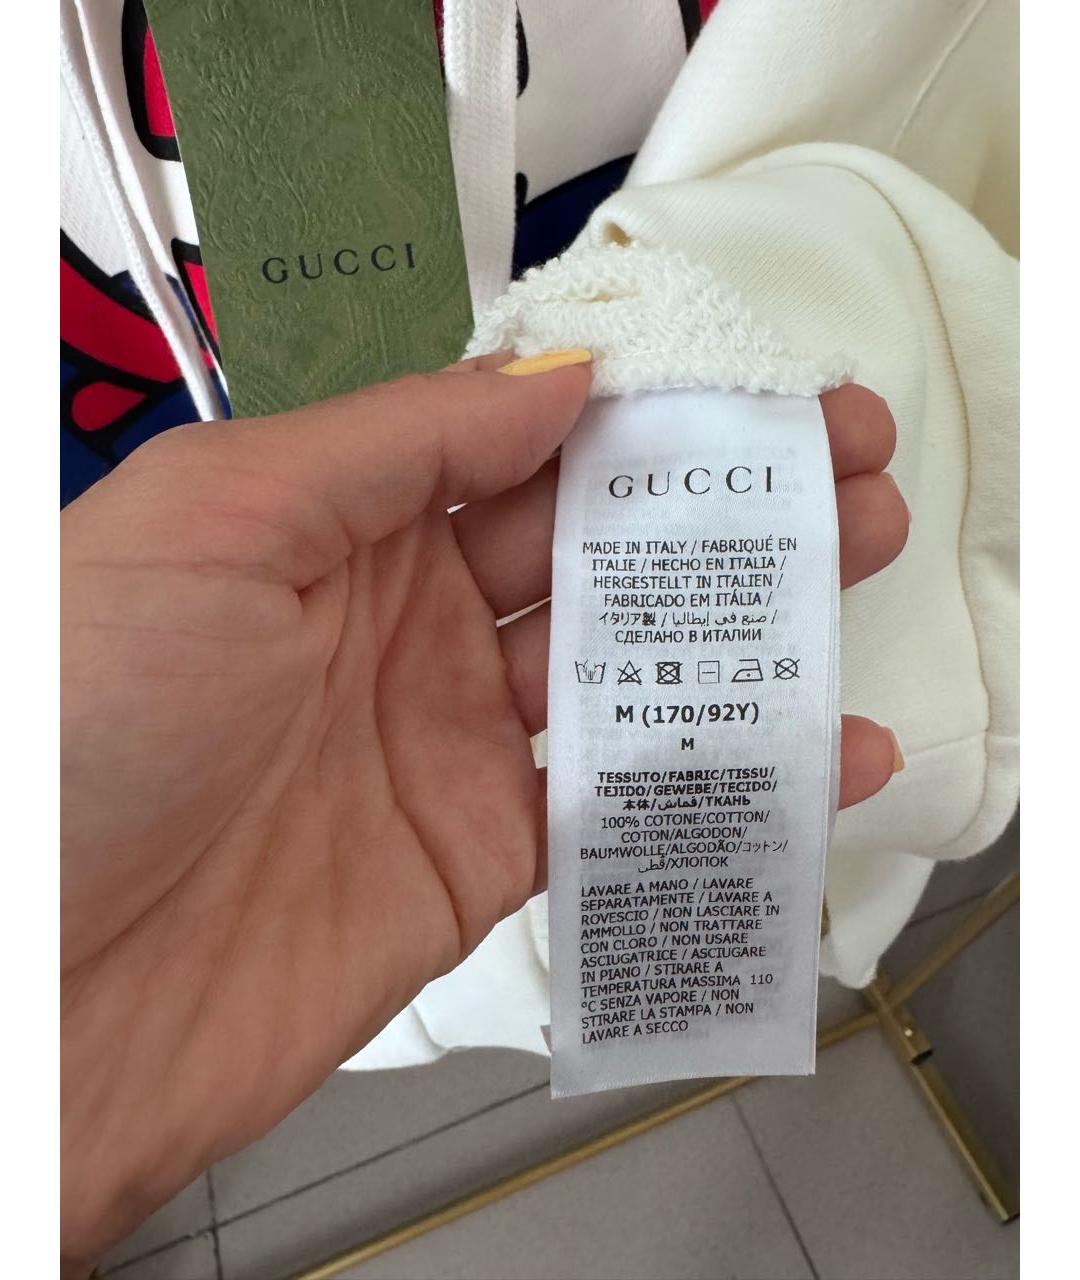 GUCCI
GUCCI
MADE IN ITALY / FABRIQUÉ EN
ITALIE / HECHO EN ITALIA /
HERGESTELLT IN ITALIEN /
FABRICADO EM ITÁLIA /
イタリア製 / صنع في إيطاليا /
СДЕЛАНО В ИТАЛИИ
M (170/92Y)
M
TESSUTO/FABRIC/TISSU/
TEJIDO/GEWEBE/TECIDO/
本体/قماش/ТКАНЬ
100% COTONE/COTTON/
COTON/ALGODON/
BAUMWOLLE/ALGODÃO/コットン/
قطن/ХЛОПОК
LAVARE A MANO / LAVARE
SEPARATAMENTE / LAVARE A
ROVESCIO / NON LASCIARE IN
AMMOLLO / NON TRATTARE
CON CLORO / NON USARE
ASCIUGATRICE / ASCIUGARE
IN PIANO / STIRARE A
TEMPERATURA MASSIMA 110
°C SENZA VAPORE / NON
STIRARE LA STAMPA / NON
LAVARE A SECCO